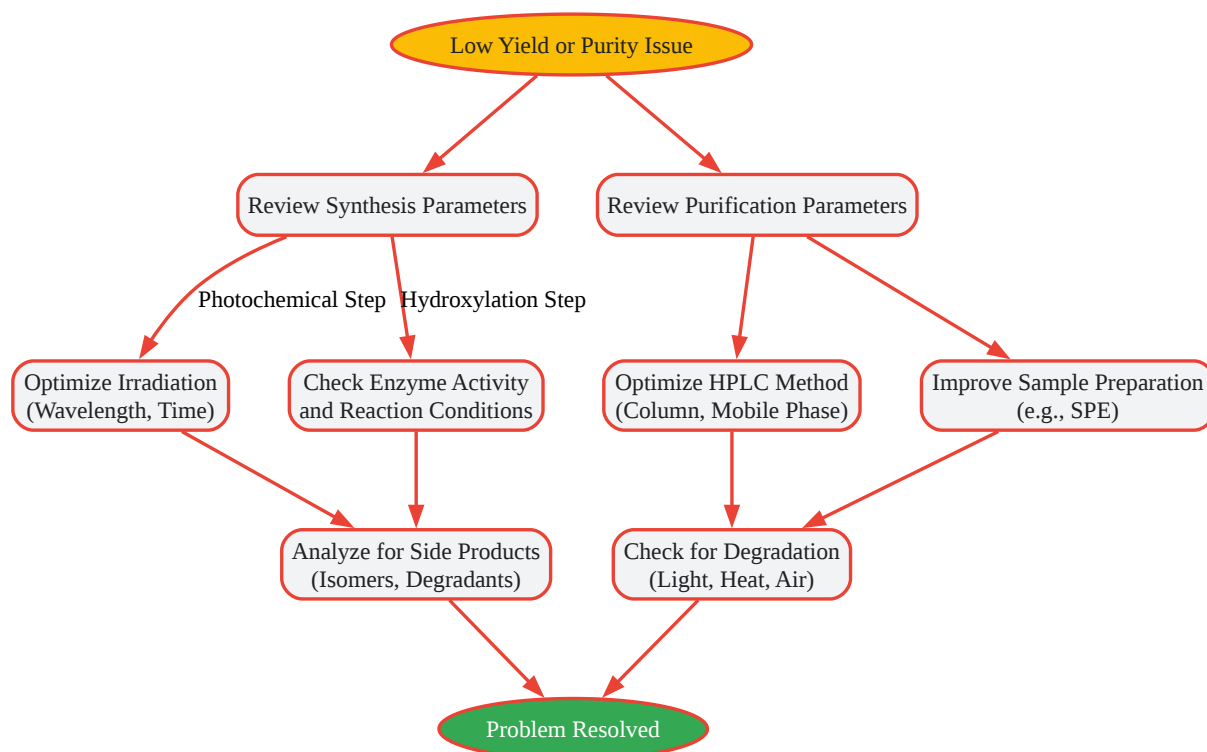 Low Yield or Purity Issue
Review Synthesis Parameters
Review Purification Parameters
Photochemical Step
Hydroxylation Step
Optimize Irradiation
(Wavelength, Time)
Check Enzyme Activity
and Reaction Conditions
Optimize HPLC Method
(Column, Mobile Phase)
Improve Sample Preparation
(e.g., SPE)
Analyze for Side Products
(Isomers, Degradants)
Check for Degradation
(Light, Heat, Air)
Problem Resolved